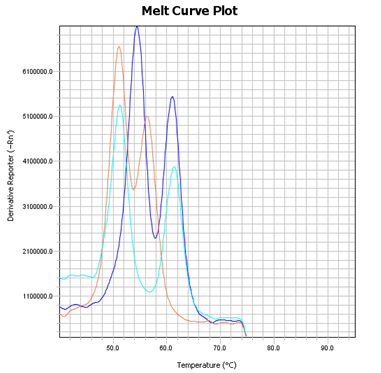 Melt Curve Plot
Derivative Reporter (-Rn')
6100000.0
5100000.0
4100000.0
3100000.0
2100000.0
1100000.0
50.0 60.0 70.0 80.0 90.0
Temperature (°C)